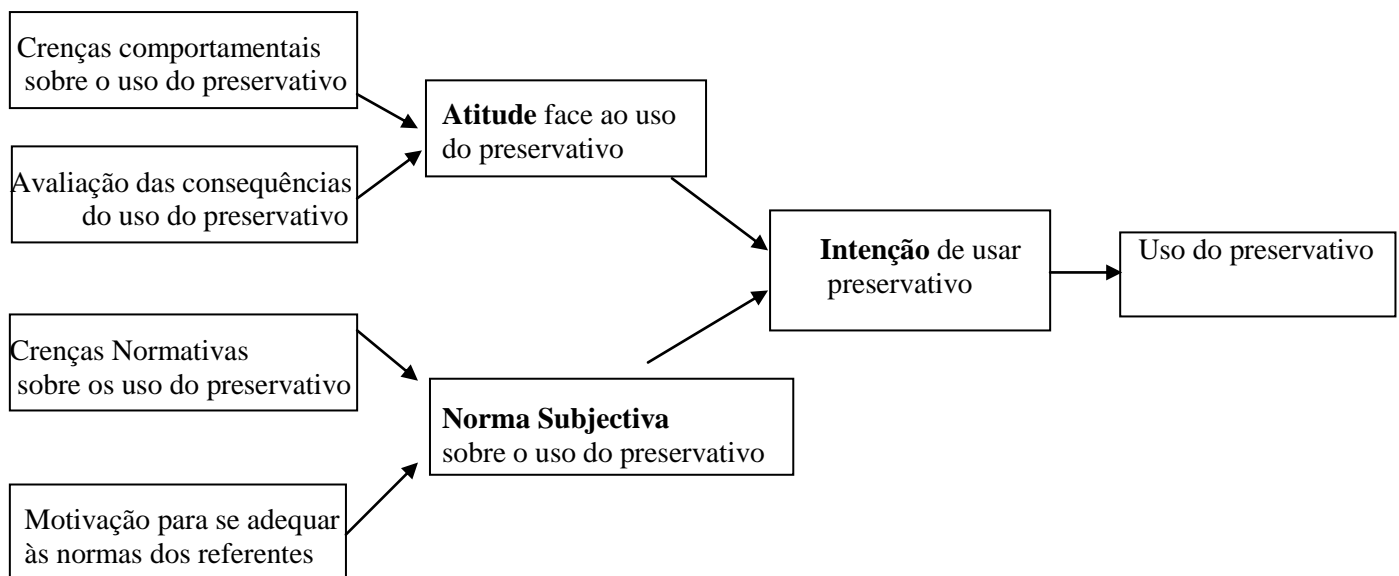 Crenças comportamentais
sobre o uso do preservativo
Avaliação das consequências
do uso do preservativo
Atitude face ao uso
do preservativo
Crenças Normativas
sobre os uso do preservativo
Motivação para se adequar
às normas dos referentes
Norma Subjectiva
sobre o uso do preservativo
Intenção de usar
preservativo
Uso do preservativo